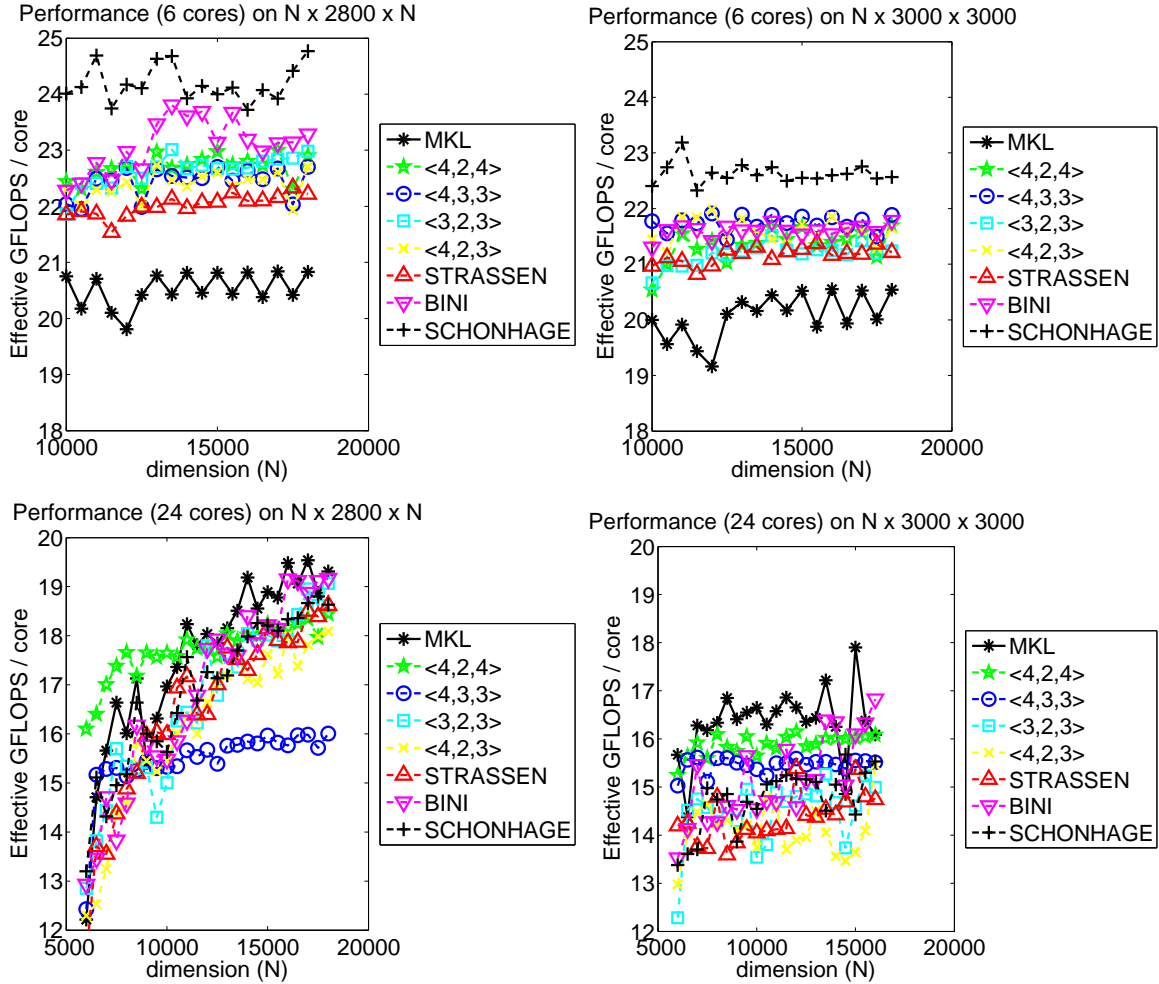 Performance (6 cores) on N x 2800 x N
25
24
23
22
21
20
19
18
10000
15000
20000
Effective GFLOPS / core
dimension (N)
MKL
<4,2,4>
<4,3,3>
<3,2,3>
<4,2,3>
STRASSEN
BINI
SCHONHAGE
Performance (6 cores) on N x 3000 x 3000
25
24
23
22
21
20
19
18
10000
15000
20000
Effective GFLOPS / core
dimension (N)
MKL
<4,2,4>
<4,3,3>
<3,2,3>
<4,2,3>
STRASSEN
BINI
SCHONHAGE
Performance (24 cores) on N x 2800 x N
20
19
18
17
16
15
14
13
12
5000
10000
15000
20000
Effective GFLOPS / core
dimension (N)
MKL
<4,2,4>
<4,3,3>
<3,2,3>
<4,2,3>
STRASSEN
BINI
SCHONHAGE
Performance (24 cores) on N x 3000 x 3000
20
19
18
17
16
15
14
13
12
5000
10000
15000
20000
Effective GFLOPS / core
dimension (N)
MKL
<4,2,4>
<4,3,3>
<3,2,3>
<4,2,3>
STRASSEN
BINI
SCHONHAGE